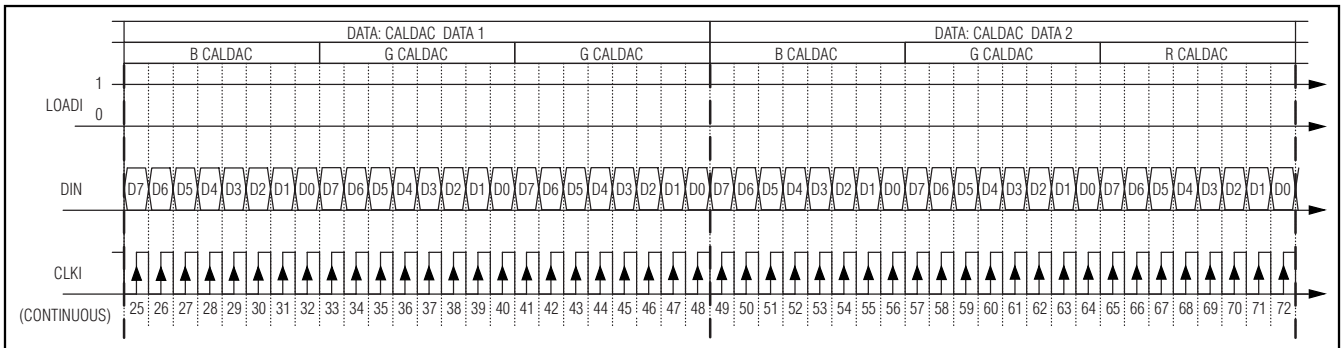 DATA: CALDAC DATA 1 DATA: CALDAC DATA 2
B CALDAC G CALDAC G CALDAC B CALDAC G CALDAC R CALDAC
1
LOADI
0
DIN D7 D6 D5 D4 D3 D2 D1 D0 D7 D6 D5 D4 D3 D2 D1 D0 D7 D6 D5 D4 D3 D2 D1 D0 D7 D6 D5 D4 D3 D2 D1 D0 D7 D6 D5 D4 D3 D2 D1 D0 D7 D6 D5 D4 D3 D2 D1 D0
CLKI
(CONTINUOUS) 25 26 27 28 29 30 31 32 33 34 35 36 37 38 39 40 41 42 43 44 45 46 47 48 49 50 51 52 53 54 55 56 57 58 59 60 61 62 63 64 65 66 67 68 69 70 71 72